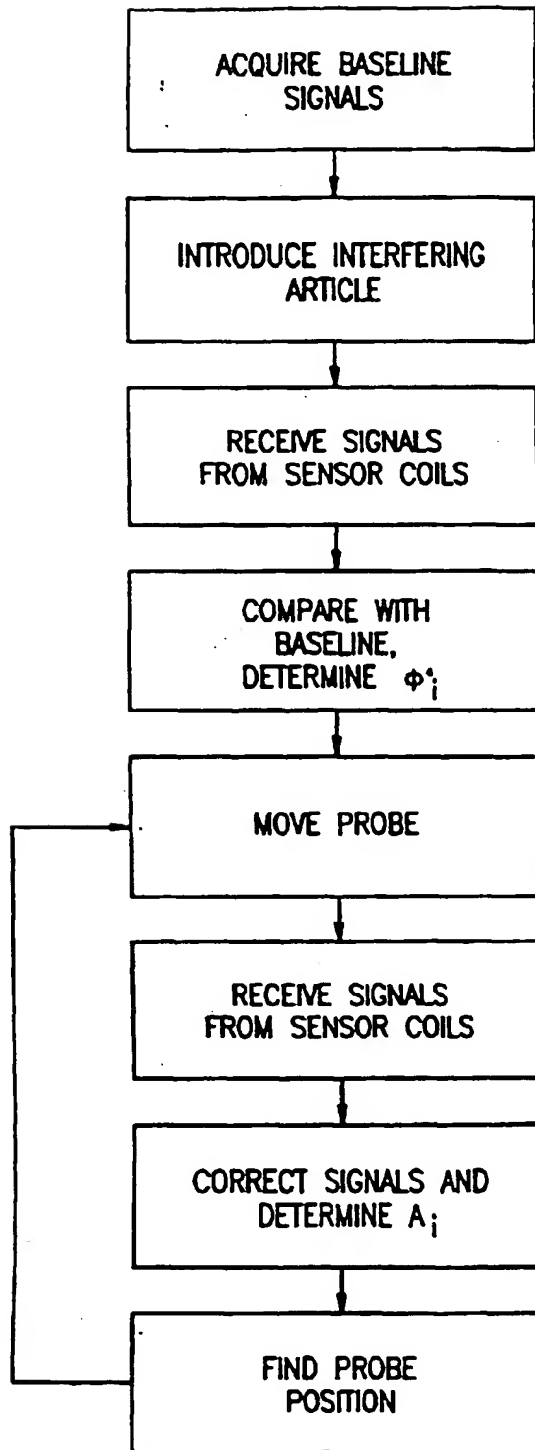 ACQUIRE BASELINE
SIGNALS
INTRODUCE INTERFERING
ARTICLE
RECEIVE SIGNALS
FROM SENSOR COILS
COMPARE WITH
BASELINE,
DETERMINE ϕ'i
MOVE PROBE
RECEIVE SIGNALS
FROM SENSOR COILS
CORRECT SIGNALS AND
DETERMINE Ai
FIND PROBE
POSITION